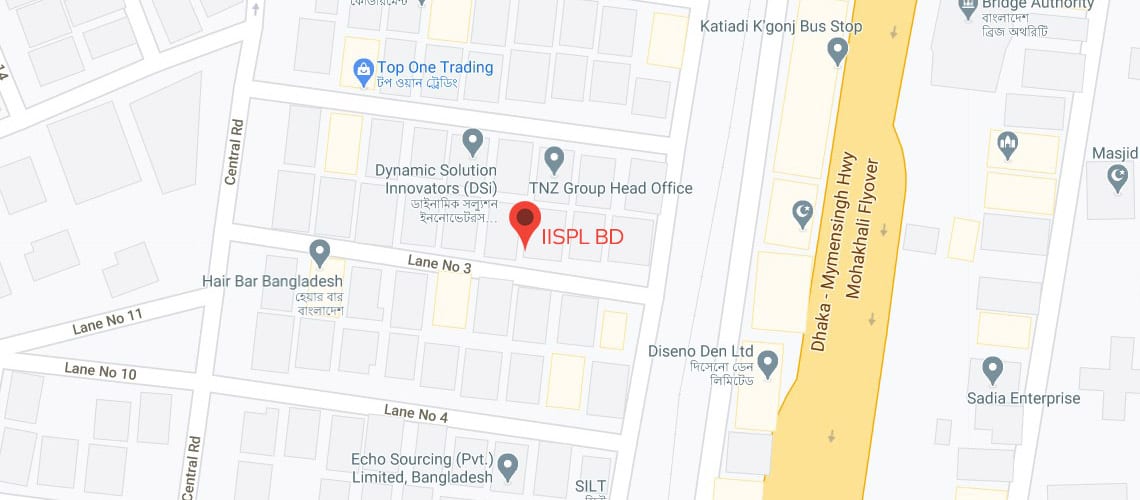 Bridge Authority
বাংলাদেশ
ব্রিজ অথরিটি
Katiadi K'gonj Bus Stop
Top One Trading
টপ ওয়ান ট্রেডিং
14
Central Rd
Dynamic Solution
Innovators (DSi)
ডাইনামিক সল্যুশন
ইননোভেটরস...
TNZ Group Head Office
Masjid
IISPL BD
Lane No 3
Hair Bar Bangladesh
হেয়ার বার
বাংলাদেশ
Dhaka - Mymensingh Hwy
Mohakhali Flyover
Lane No 11
Lane No 10
Diseno Den Ltd
দিসেনো ডেন
লিমিটেড
Sadia Enterprise
Lane No 4
Central Rd
Echo Sourcing (Pvt.)
Limited, Bangladesh
SILT